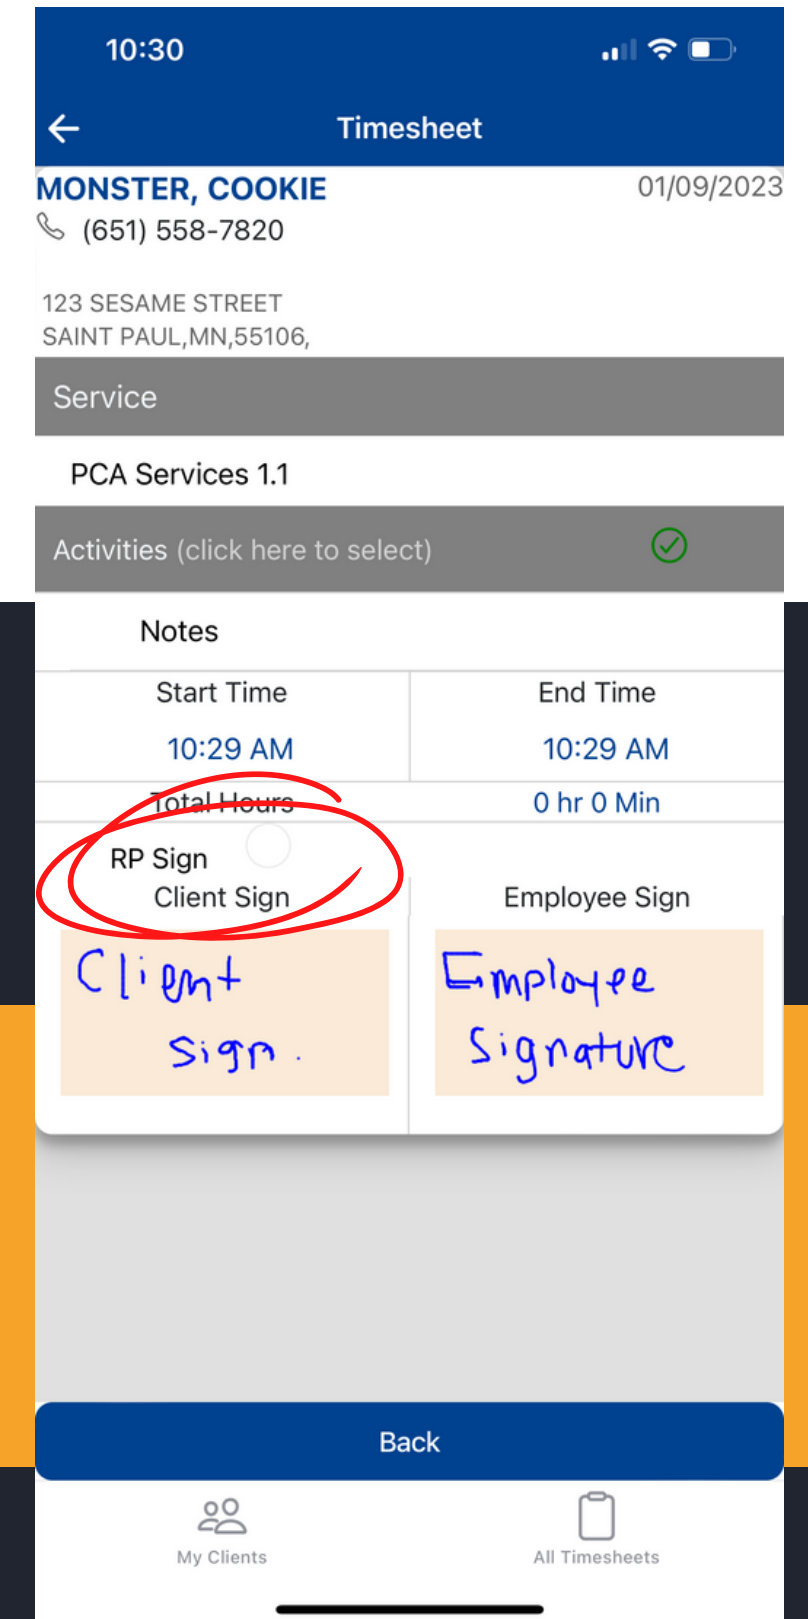 10:30
Timesheet
MONSTER, COOKIE
01/09/2023
(651) 558-7820
123 SESAME STREET
SAINT PAUL,MN,55106,
Service
PCA Services 1.1
Activities (click here to select)
Notes
Start Time
End Time
10:29 AM
10:29 AM
Total Hours
0 hr 0 Min
RP Sign
Client Sign
Employee Sign
Client
sign.
Employee
Signature
Back
My Clients
All Timesheets